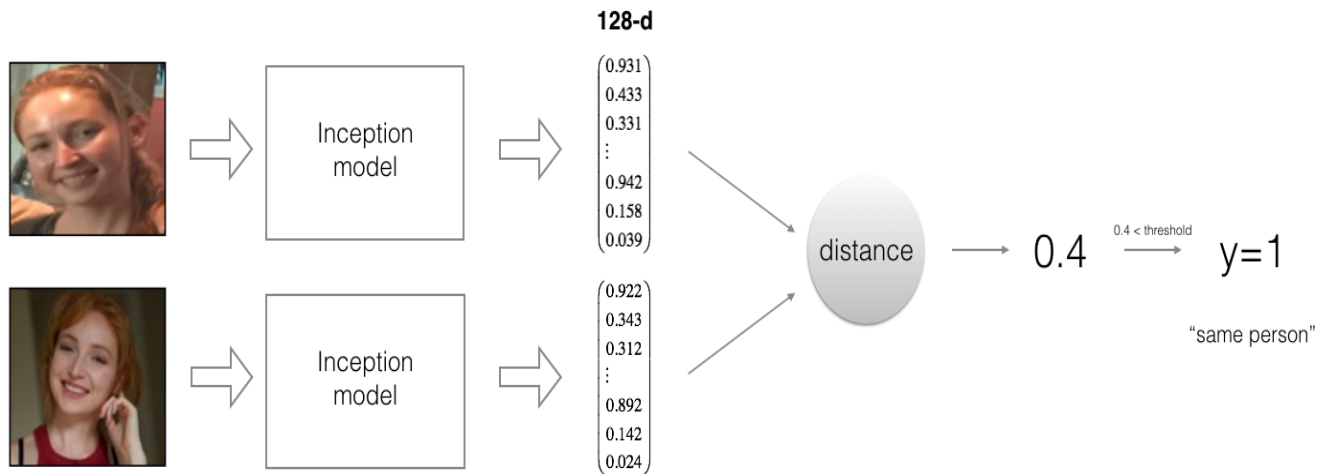 128-d
0.931
0.433
0.331
⋮
0.942
0.158
0.039
Inception
model
0.922
0.343
0.312
⋮
0.892
0.142
0.024
Inception
model
distance
0.4
0.4 < threshold
y=1
“same person”